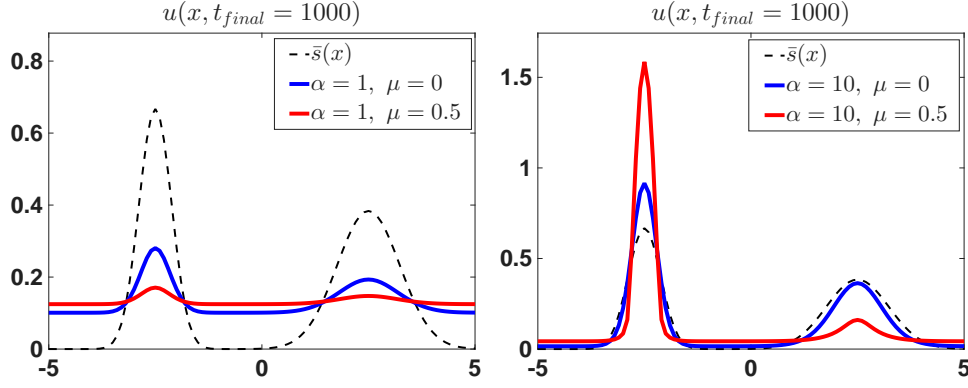 u(x, t_final = 1000)
0.8
0.6
0.4
0.2
0
-5
0
5
s̄(x)
α = 1, μ = 0
α = 1, μ = 0.5
u(x, t_final = 1000)
1.5
1
0.5
0
-5
0
5
s̄(x)
α = 10, μ = 0
α = 10, μ = 0.5